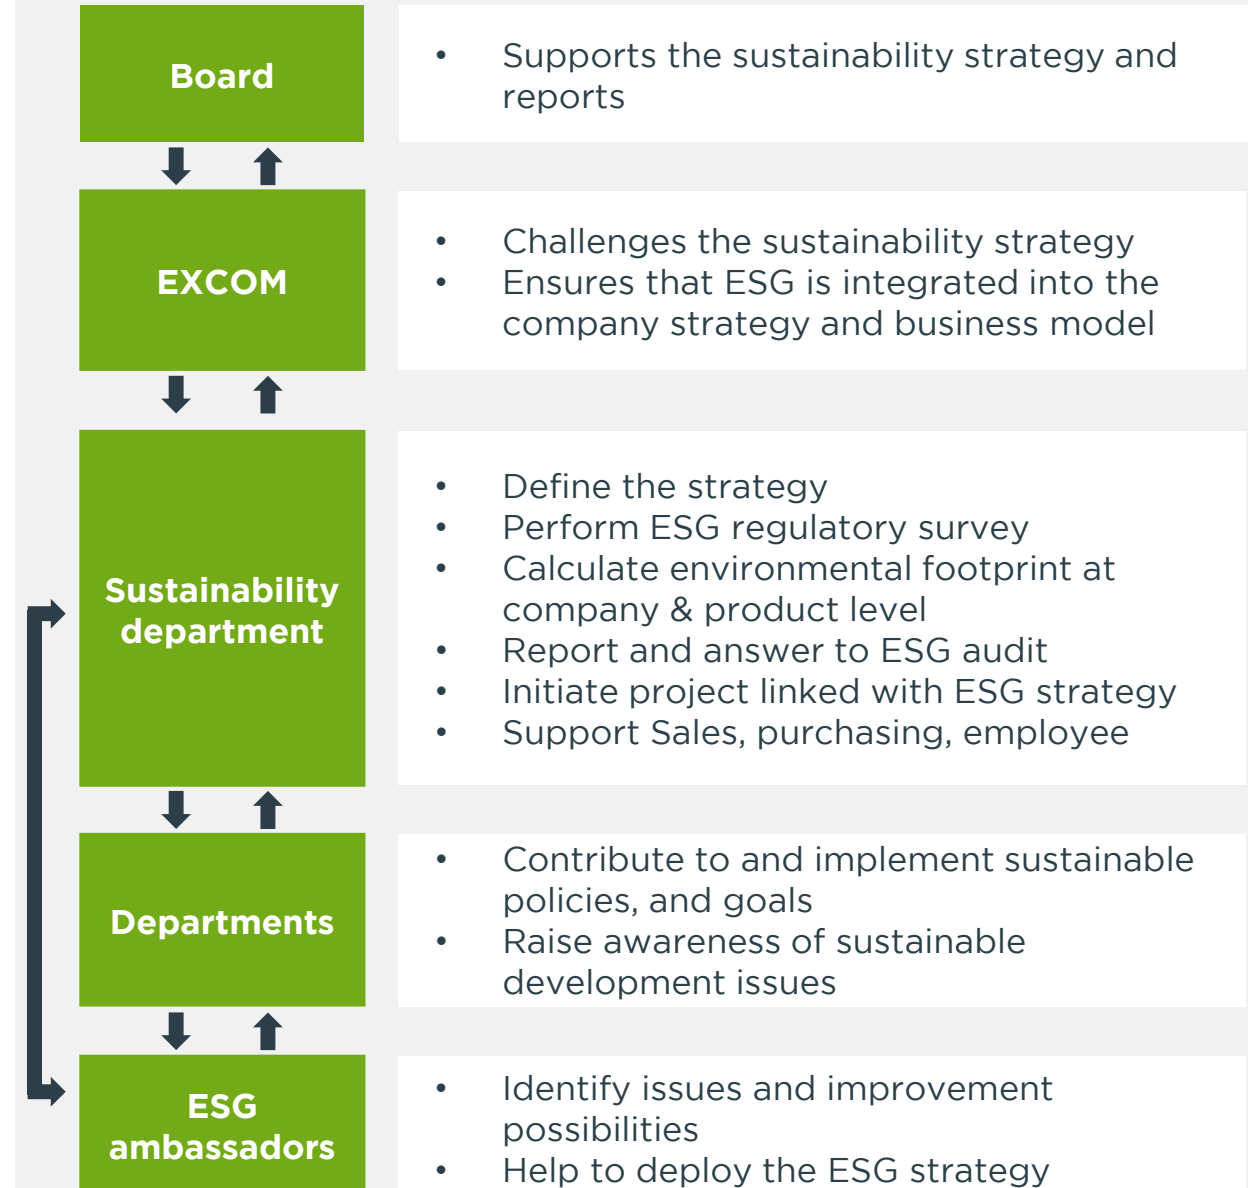 Board
• Supports the sustainability strategy and
reports
EXCOM
• Challenges the sustainability strategy
• Ensures that ESG is integrated into the
company strategy and business model
Sustainability
department
• Define the strategy
• Perform ESG regulatory survey
• Calculate environmental footprint at
company & product level
• Report and answer to ESG audit
• Initiate project linked with ESG strategy
• Support Sales, purchasing, employee
Departments
• Contribute to and implement sustainable
policies, and goals
• Raise awareness of sustainable
development issues
ESG
ambassadors
• Identify issues and improvement
possibilities
• Help to deploy the ESG strategy